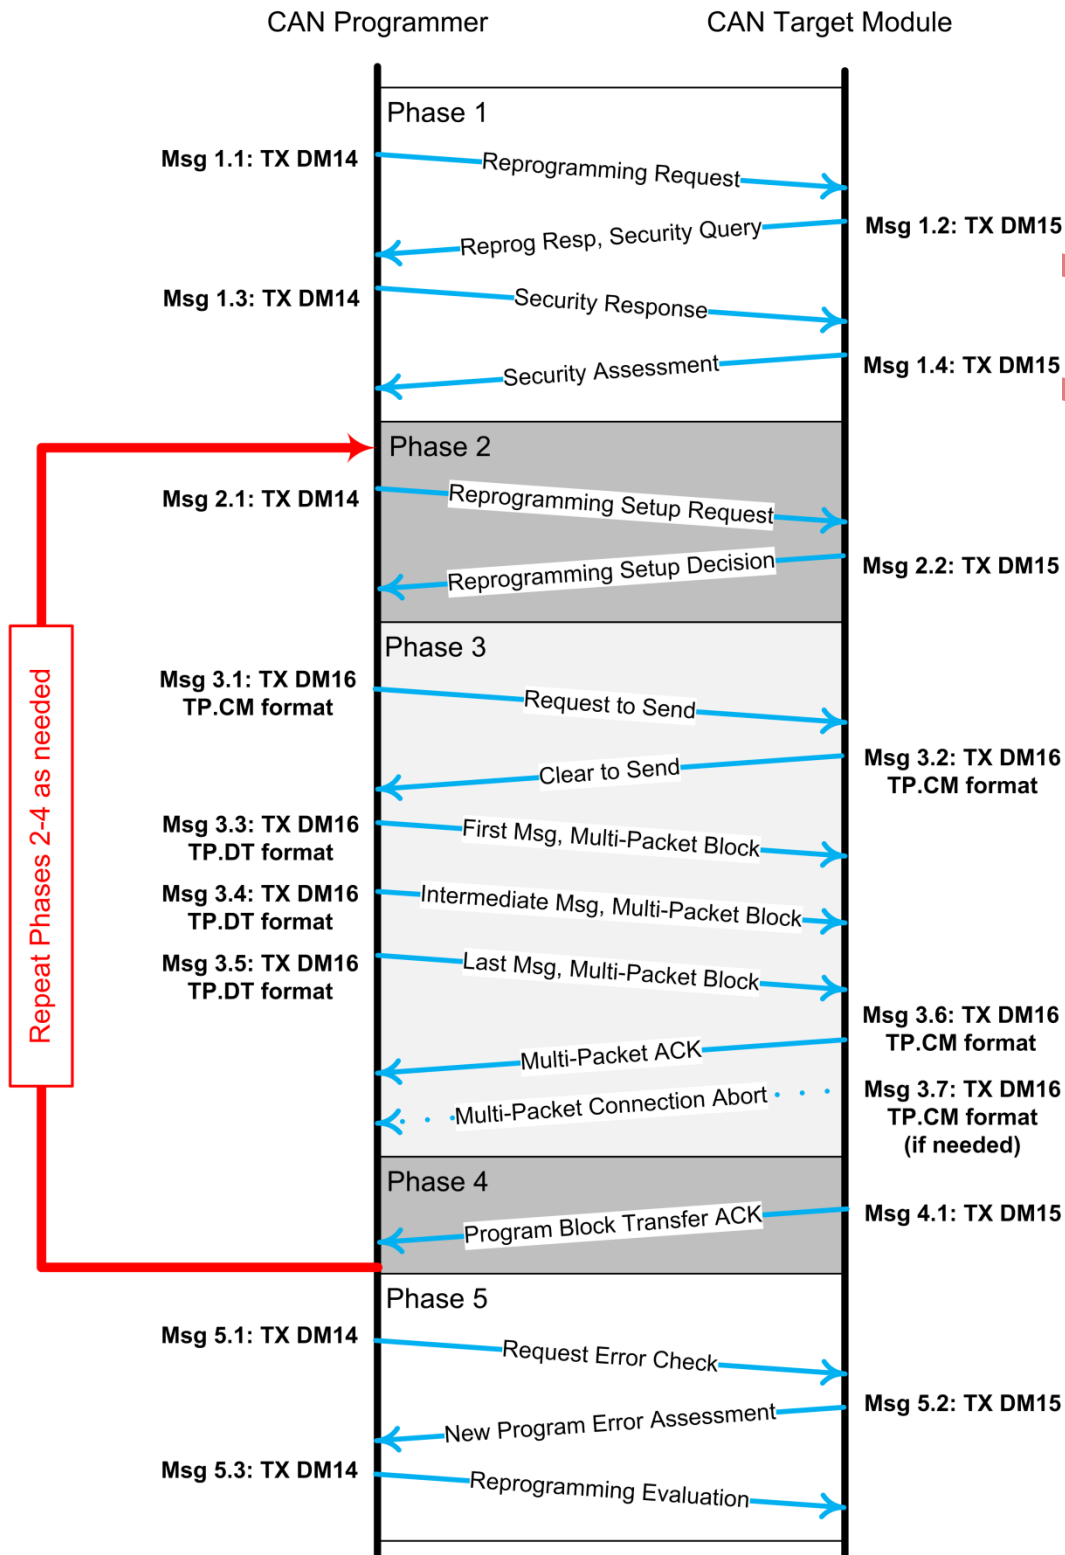 CAN Programmer
CAN Target Module
Phase 1
Msg 1.1: TX DM14
Reprogramming Request
Msg 1.2: TX DM15
Reprog Resp, Security Query
Msg 1.3: TX DM14
Security Response
Msg 1.4: TX DM15
Security Assessment
Phase 2
Msg 2.1: TX DM14
Reprogramming Setup Request
Msg 2.2: TX DM15
Reprogramming Setup Decision
Repeat Phases 2-4 as needed
Phase 3
Msg 3.1: TX DM16
TP.CM format
Request to Send
Msg 3.2: TX DM16
TP.CM format
Clear to Send
Msg 3.3: TX DM16
TP.DT format
First Msg, Multi-Packet Block
Msg 3.4: TX DM16
TP.DT format
Intermediate Msg, Multi-Packet Block
Msg 3.5: TX DM16
TP.DT format
Last Msg, Multi-Packet Block
Msg 3.6: TX DM16
TP.CM format
Multi-Packet ACK
Msg 3.7: TX DM16
TP.CM format
(if needed)
Multi-Packet Connection Abort
Phase 4
Msg 4.1: TX DM15
Program Block Transfer ACK
Phase 5
Msg 5.1: TX DM14
Request Error Check
Msg 5.2: TX DM15
New Program Error Assessment
Msg 5.3: TX DM14
Reprogramming Evaluation